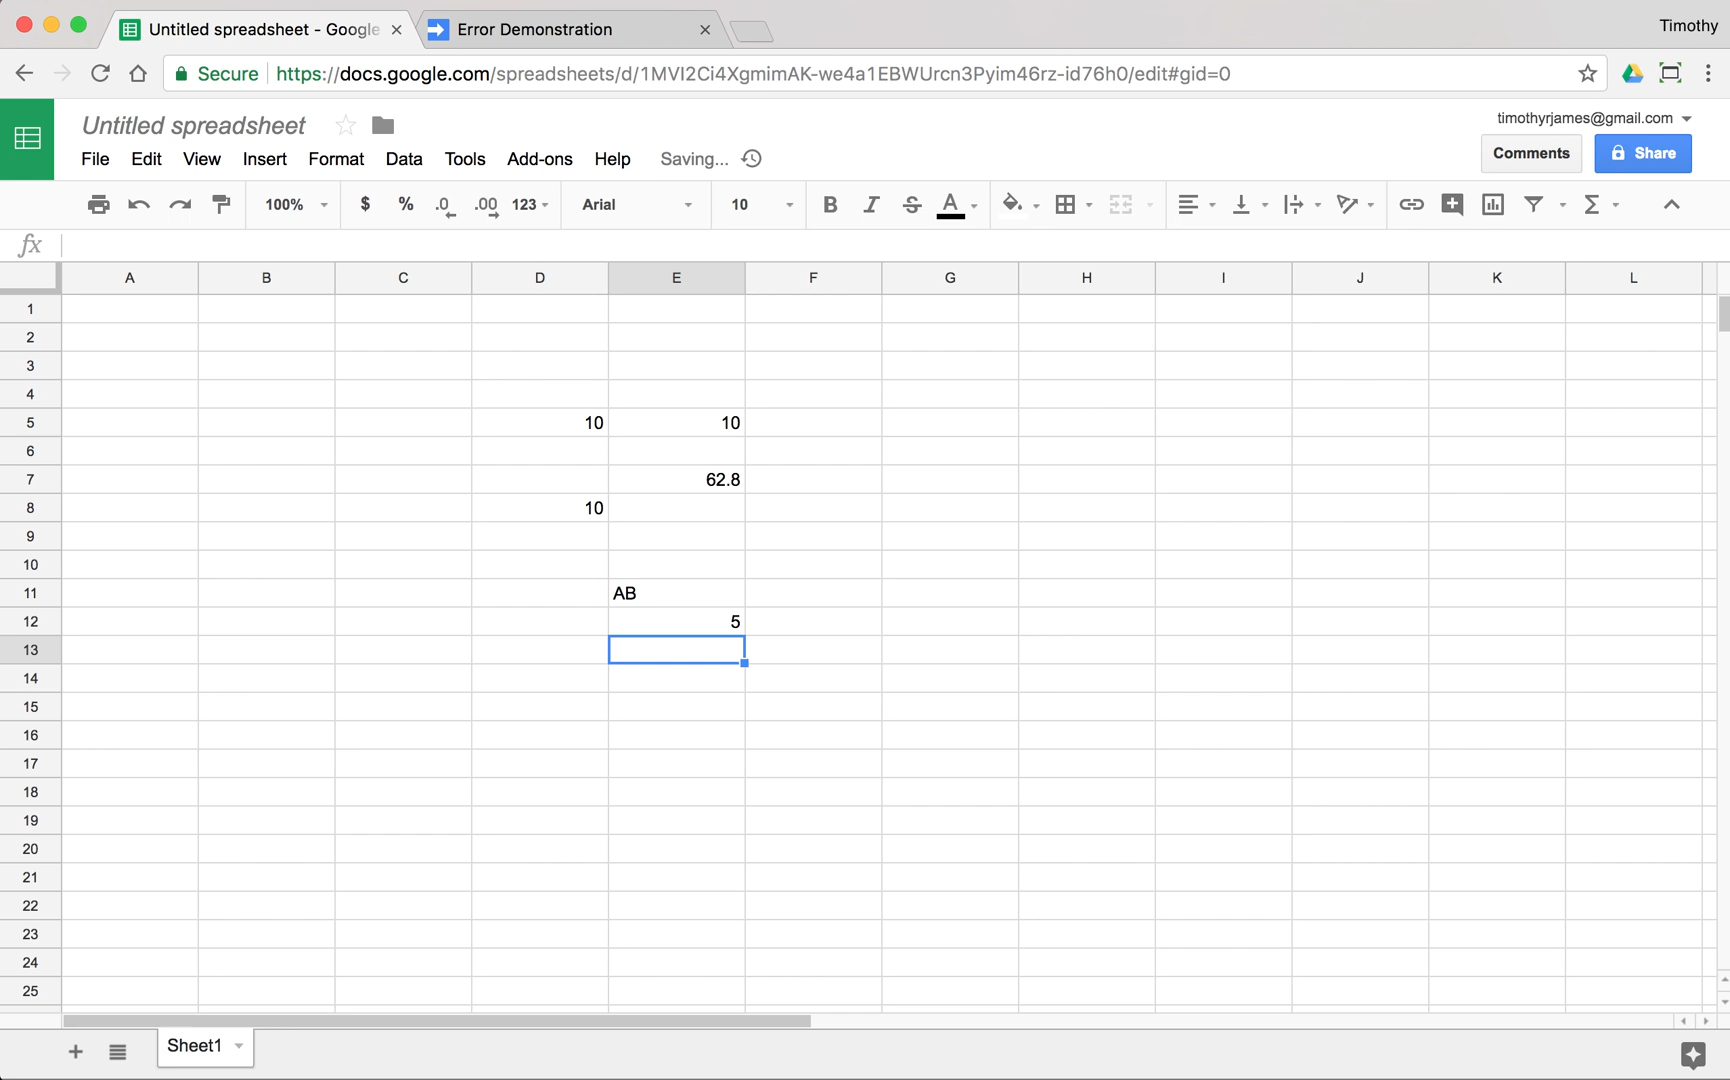 Untitled spreadsheet - Google
Error Demonstration
Timothy
Secure https://docs.google.com/spreadsheets/d/1MVI2Ci4XgmimAK-we4a1EBWUrcn3Pyim46rz-id76h0/edit#gid=0
Untitled spreadsheet
timothyrjames@gmail.com
File Edit View Insert Format Data Tools Add-ons Help Saving...
Comments Share
100% $ % .0 .00 123 Arial 10 B I S A Σ
fx
A B C D E F G H I J K L
1
2
3
4
5 10 10
6
7 62.8
8 10
9
10
11 AB
12 5
13
14
15
16
17
18
19
20
21
22
23
24
25
+ Sheet1